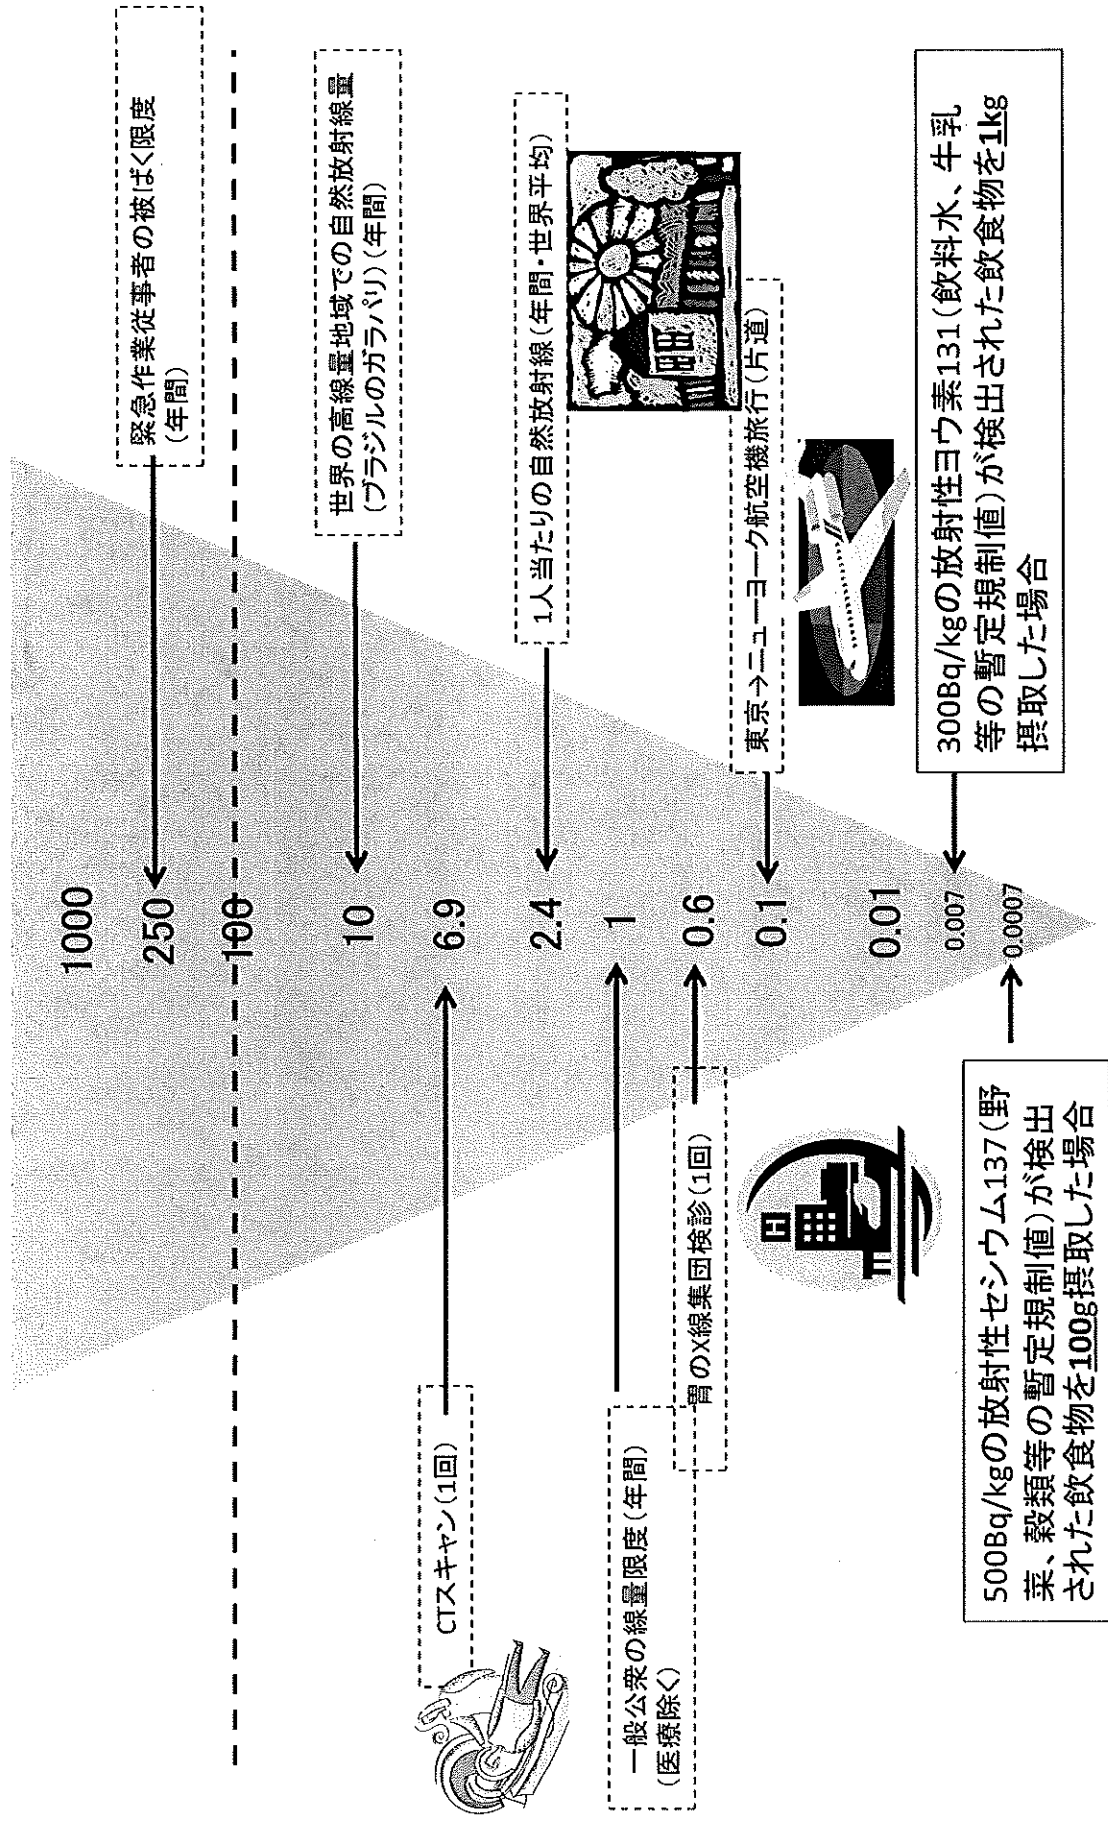 1000
250
100
10
6.9
2.4
1
0.6
0.1
0.01
0.007
0.0007
緊急作業従事者の被ばく限度
(年間)
世界の高線量地域での自然放射線量
(ブラジルのガラパリ)(年間)
1人当たりの自然放射線(年間・世界平均)
東京→ニューヨーク航空機旅行(片道)
300Bq/kgの放射性ヨウ素131(飲料水、牛乳
等の暫定規制値)が検出された飲食物を1kg
摂取した場合
CTスキャン(1回)
一般公衆の線量限度(年間)
(医療除く)
胃のX線集団検診(1回)
H
500Bq/kgの放射性セシウム137(野
菜、穀類等の暫定規制値)が検出
された飲食物を100g摂取した場合